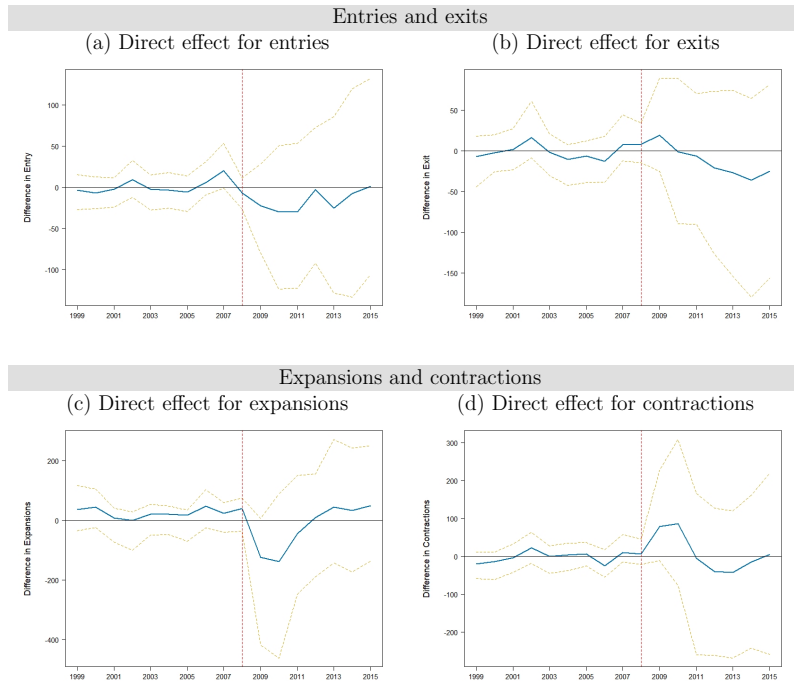 Entries and exits
(a) Direct effect for entries
(b) Direct effect for exits
Difference in Entry
100
50
0
-50
-100
1999 2001 2003 2005 2007 2009 2011 2013 2015
Difference in Exit
50
0
-50
-100
-150
1999 2001 2003 2005 2007 2009 2011 2013 2015
Expansions and contractions
(c) Direct effect for expansions
(d) Direct effect for contractions
Difference in Expansions
200
0
-200
-400
1999 2001 2003 2005 2007 2009 2011 2013 2015
Difference in Contractions
300
200
100
0
-100
-200
1999 2001 2003 2005 2007 2009 2011 2013 2015